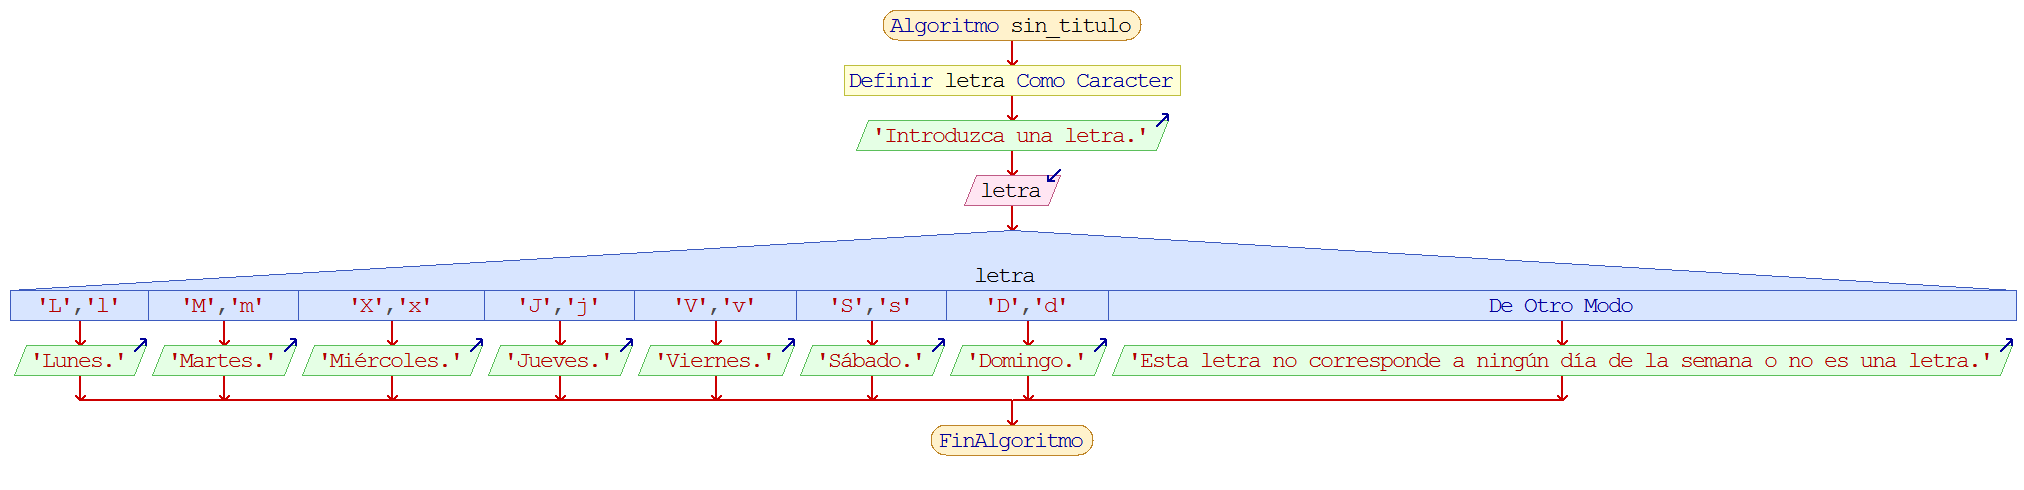 Algoritmo sin_titulo
Definir letra Como Caracter
'Introduzca una letra.'
letra
letra
'L','l' 'M','m' 'X','x' 'J','j' 'V','v' 'S','s' 'D','d' De Otro Modo
'Lunes.' 'Martes.' 'Miércoles.' 'Jueves.' 'Viernes.' 'Sábado.' 'Domingo.' 'Esta letra no corresponde a ningún día de la semana o no es una letra.'
FinAlgoritmo